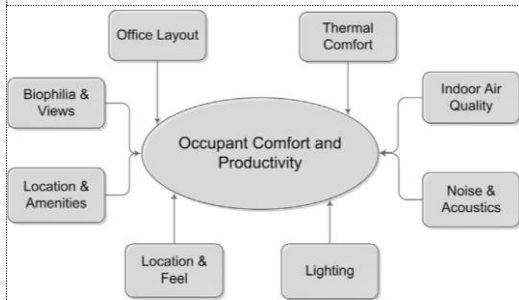 Office Layout
Thermal
Comfort
Biophilia &
Views
Indoor Air
Quality
Occupant Comfort and
Productivity
Location &
Amenities
Noise &
Acoustics
Location &
Feel
Lighting